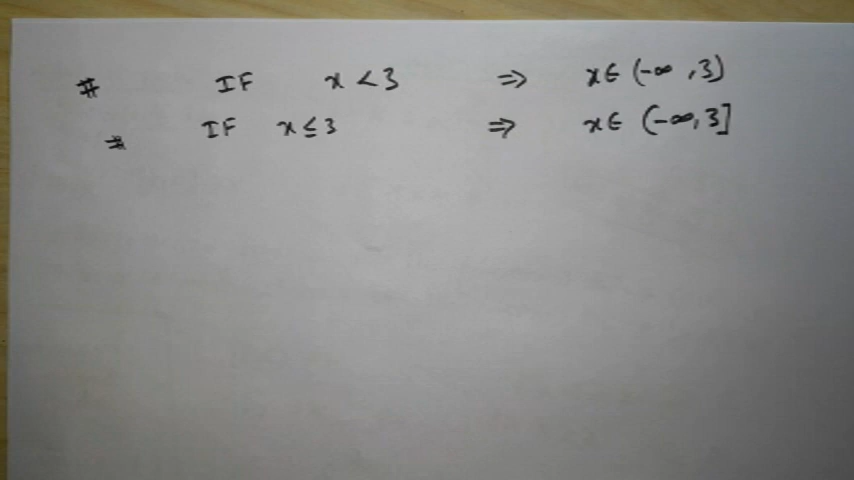 # IF x < 3 ⇒ x ∈ (-∞, 3)
# IF x ≤ 3 ⇒ x ∈ (-∞, 3]